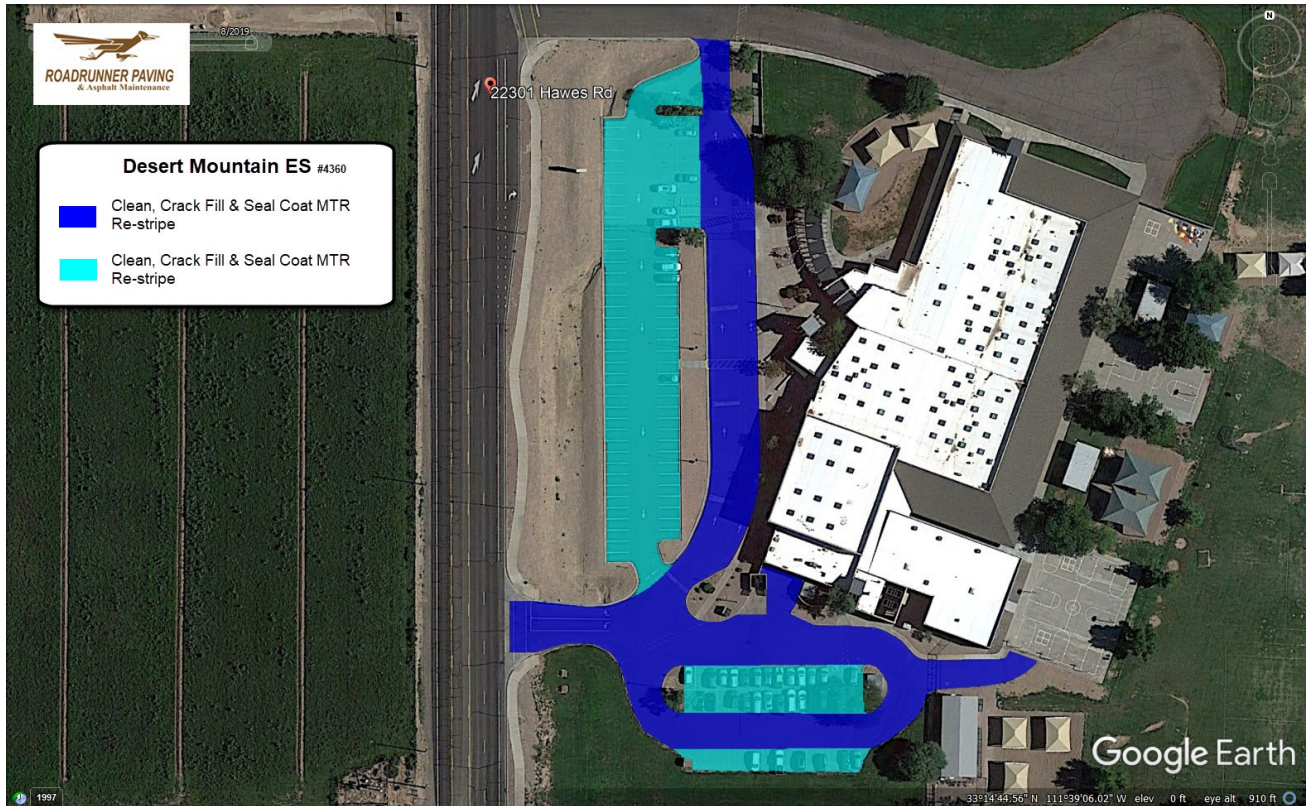 8/2019
ROADRUNNER PAVING
& Asphalt Maintenance
N
22301 Hawes Rd
Desert Mountain ES #4360
Clean, Crack Fill & Seal Coat MTR
Re-stripe
Clean, Crack Fill & Seal Coat MTR
Re-stripe
Google Earth
1997
33°14'44.56" N 111°39'06.02" W elev 0 ft eye alt 910 ft